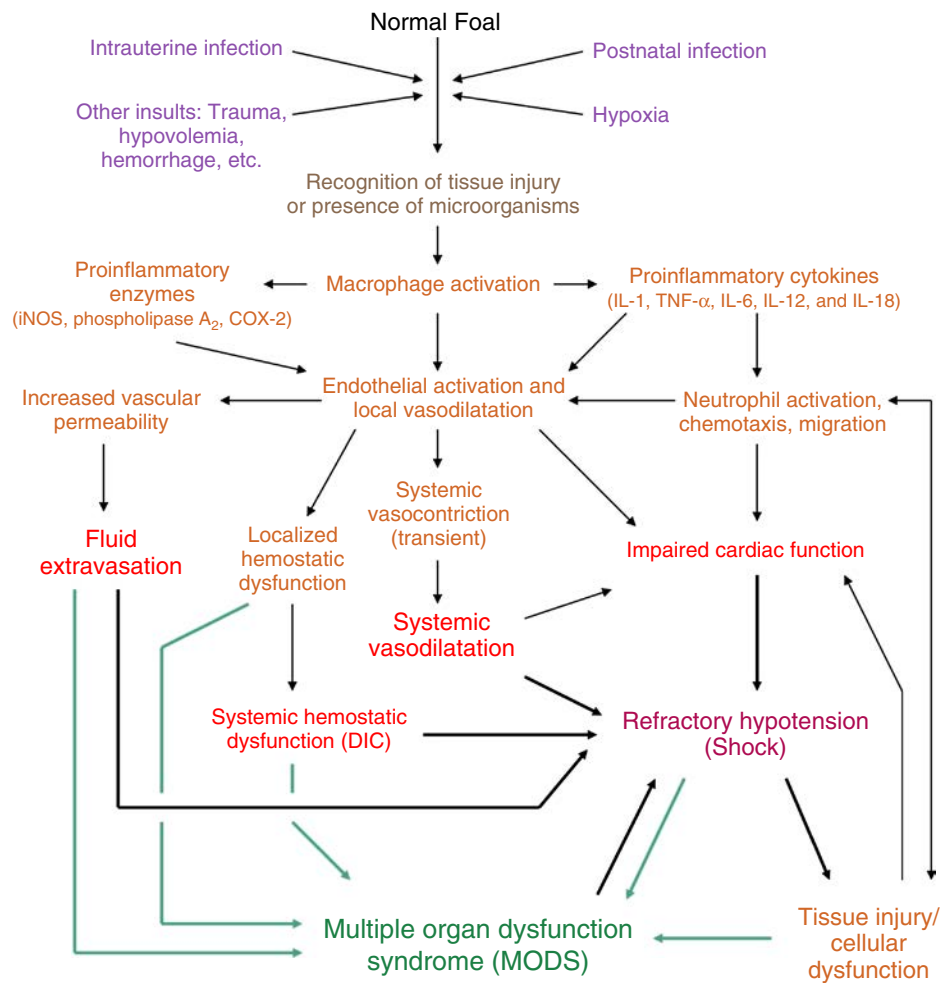 Normal Foal
Intrauterine infection
Postnatal infection
Other insults: Trauma,
hypovolemia,
hemorrhage, etc.
Hypoxia
Recognition of tissue injury
or presence of microorganisms
Proinflammatory
enzymes
(iNOS, phospholipase A₂, COX-2)
Macrophage activation
Proinflammatory cytokines
(IL-1, TNF-α, IL-6, IL-12, and IL-18)
Increased vascular
permeability
Endothelial activation and
local vasodilatation
Neutrophil activation,
chemotaxis, migration
Fluid
extravasation
Localized
hemostatic
dysfunction
Systemic
vasocontriction
(transient)
Impaired cardiac function
Systemic
vasodilatation
Systemic hemostatic
dysfunction (DIC)
Refractory hypotension
(Shock)
Multiple organ dysfunction
syndrome (MODS)
Tissue injury/
cellular
dysfunction